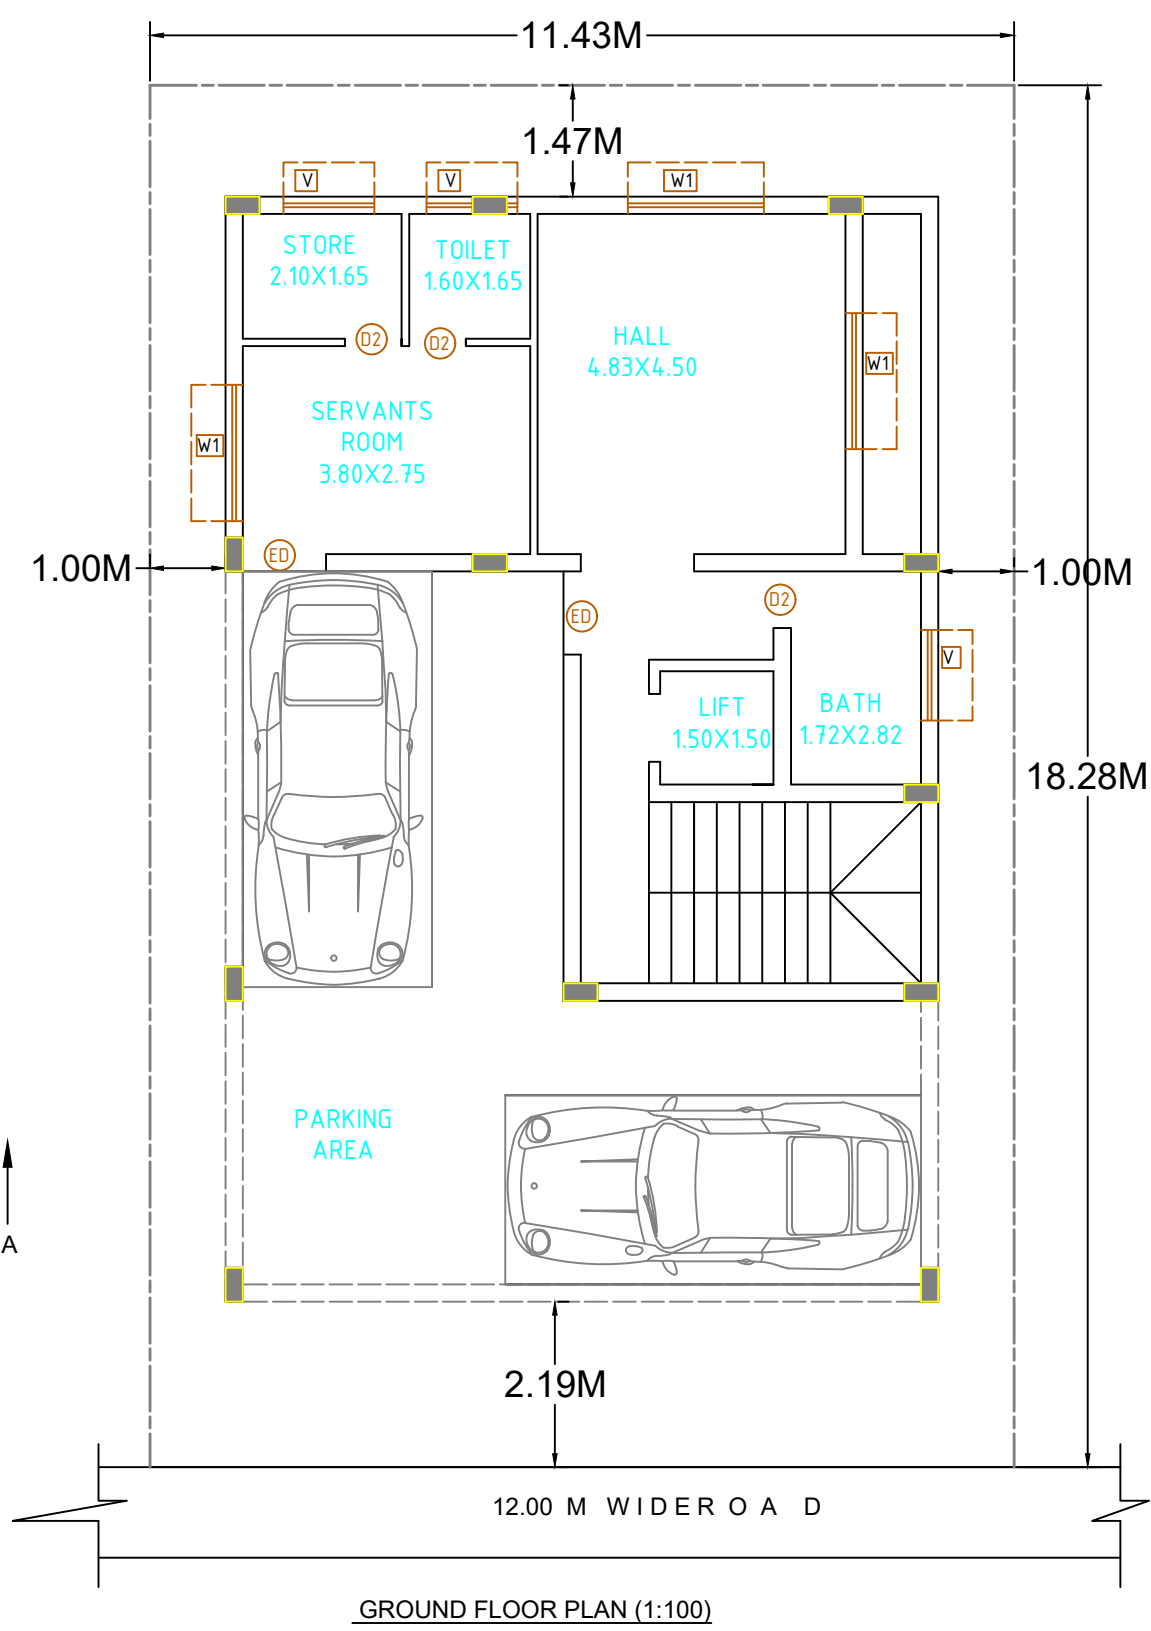 11.43M
1.47M
V
V
W1
STORE
2.10X1.65
TOILET
1.60X1.65
D2
D2
HALL
4.83X4.50
W1
SERVANTS
ROOM
3.80X2.75
W1
ED
1.00M
1.00M
ED
D2
V
LIFT
1.50X1.50
BATH
1.72X2.82
18.28M
PARKING
AREA
A
2.19M
12.00 M WIDEROAD
GROUND FLOOR PLAN (1:100)